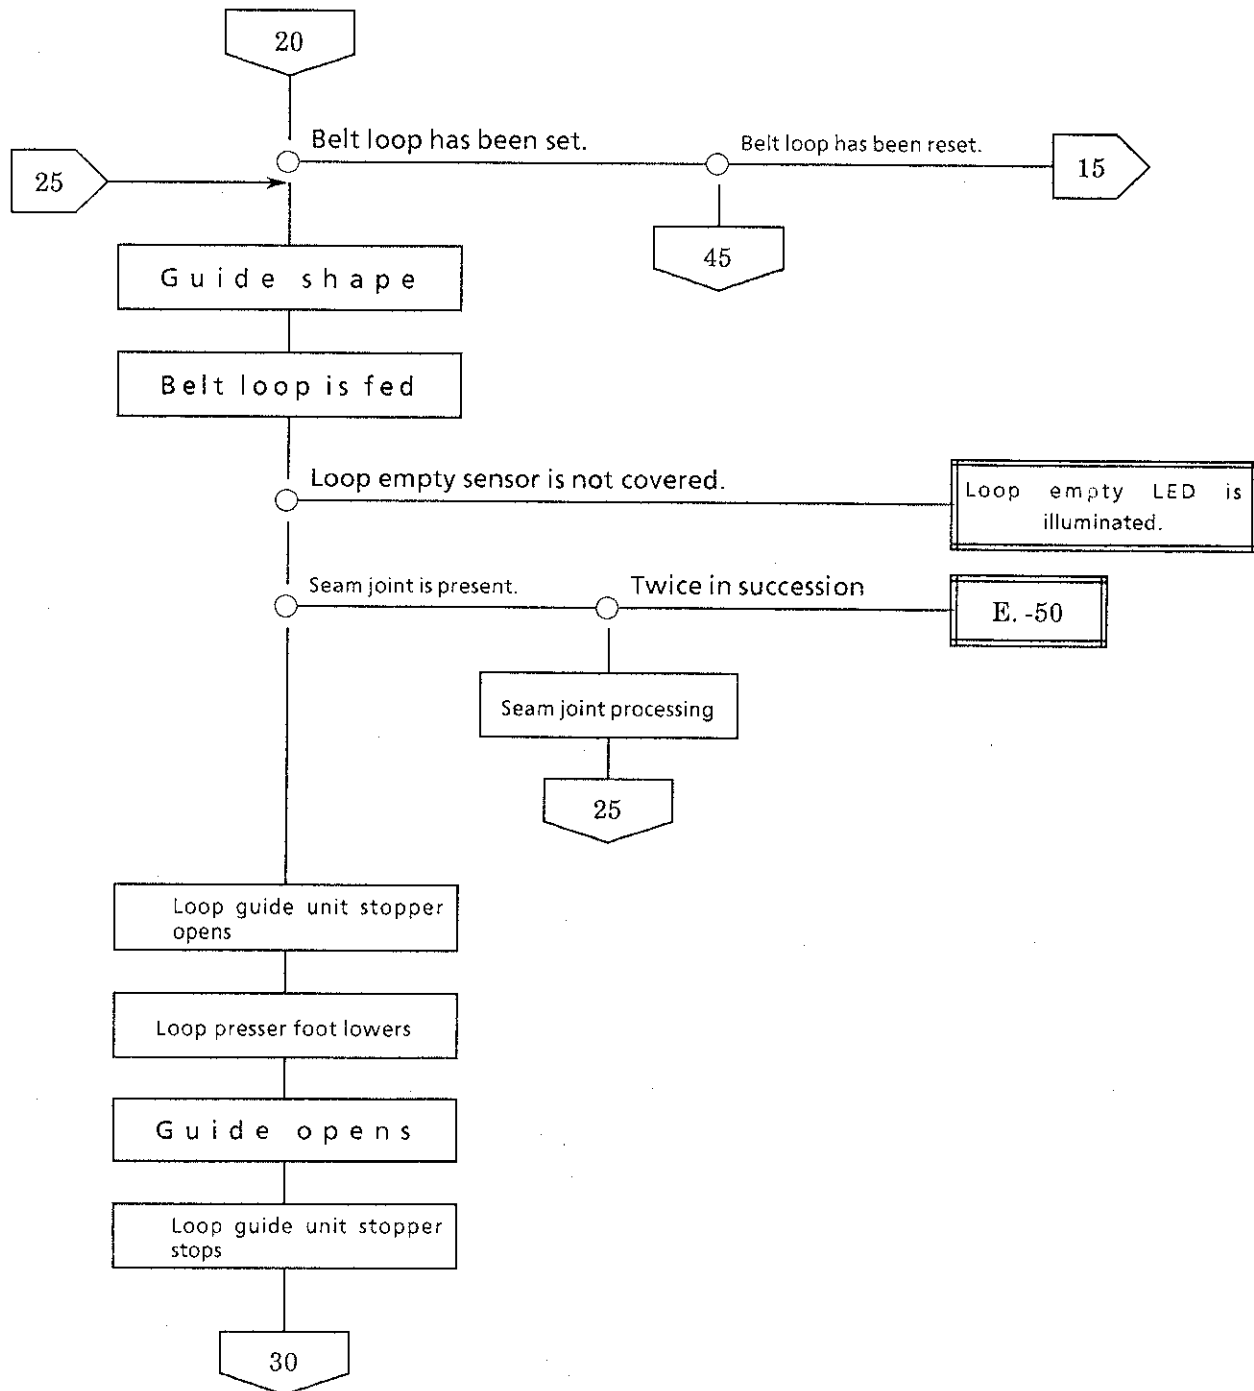 20
Belt loop has been set.
Belt loop has been reset.
15
25
45
Guide shape
Belt loop is fed
Loop empty sensor is not covered.
Loop empty LED is
illuminated.
Seam joint is present.
Twice in succession
E. -50
Seam joint processing
25
Loop guide unit stopper
opens
Loop presser foot lowers
Guide opens
Loop guide unit stopper
stops
30